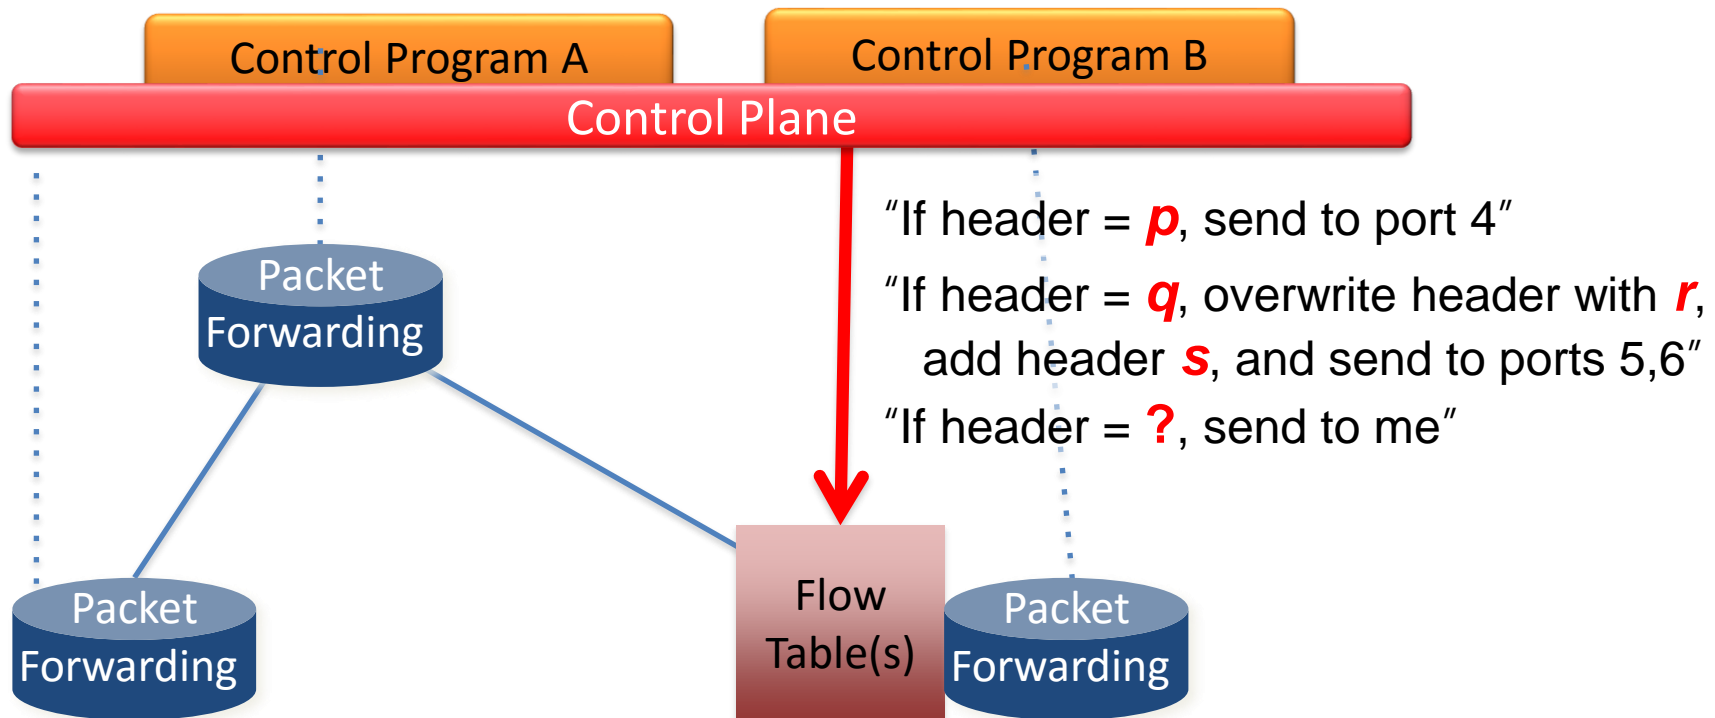 Control Program A
Control Program B
Control Plane
"If header = p, send to port 4"
"If header = q, overwrite header with r,
add header s, and send to ports 5,6"
"If header = ?, send to me"
Packet
Forwarding
Packet
Forwarding
Flow
Table(s)
Packet
Forwarding